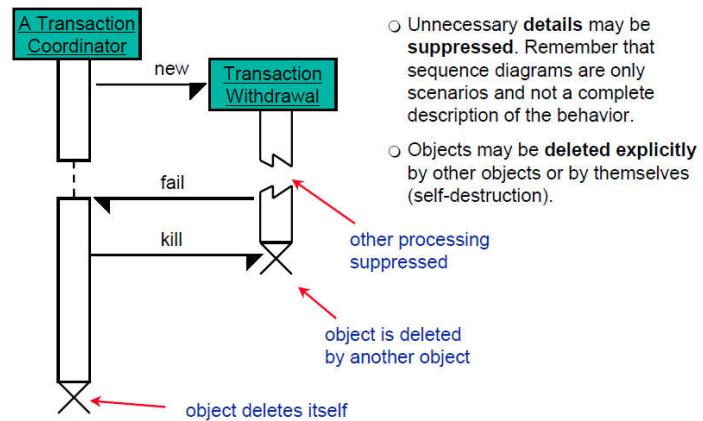 A Transaction
Coordinator
new
Transaction
Withdrawal
fail
kill
other processing
suppressed
object is deleted
by another object
object deletes itself
Unnecessary details may be
suppressed. Remember that
sequence diagrams are only
scenarios and not a complete
description of the behavior.
Objects may be deleted explicitly
by other objects or by themselves
(self-destruction).